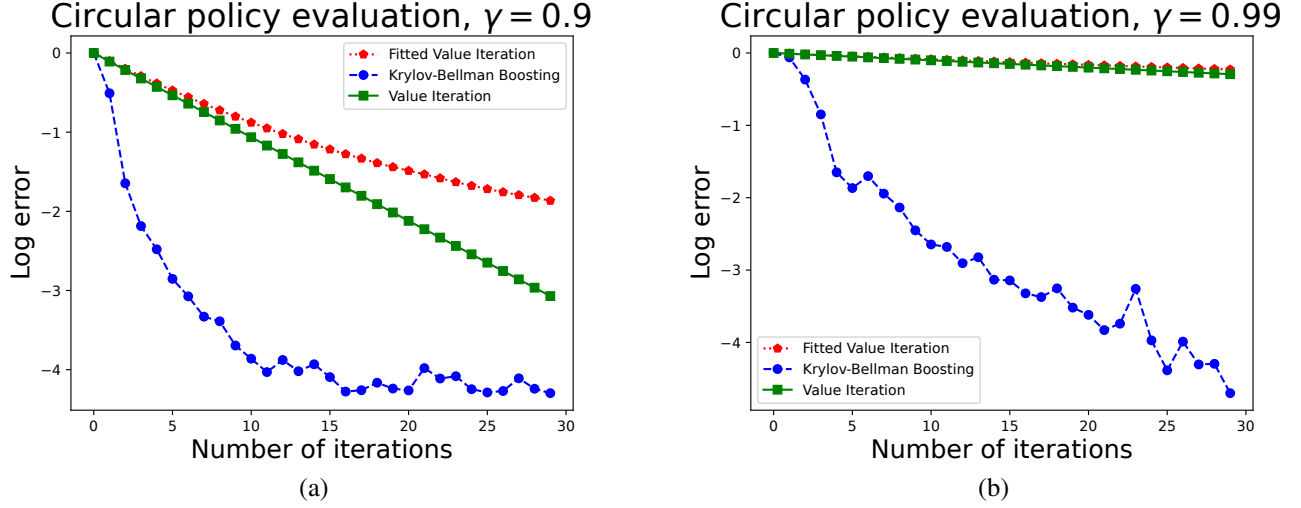 Circular policy evaluation, γ = 0.9
0
−1
−2
−3
−4
Log error
Fitted Value Iteration
Krylov-Bellman Boosting
Value Iteration
0 5 10 15 20 25 30
Number of iterations
(a)
Circular policy evaluation, γ = 0.99
0
−1
−2
−3
−4
Log error
Fitted Value Iteration
Krylov-Bellman Boosting
Value Iteration
0 5 10 15 20 25 30
Number of iterations
(b)